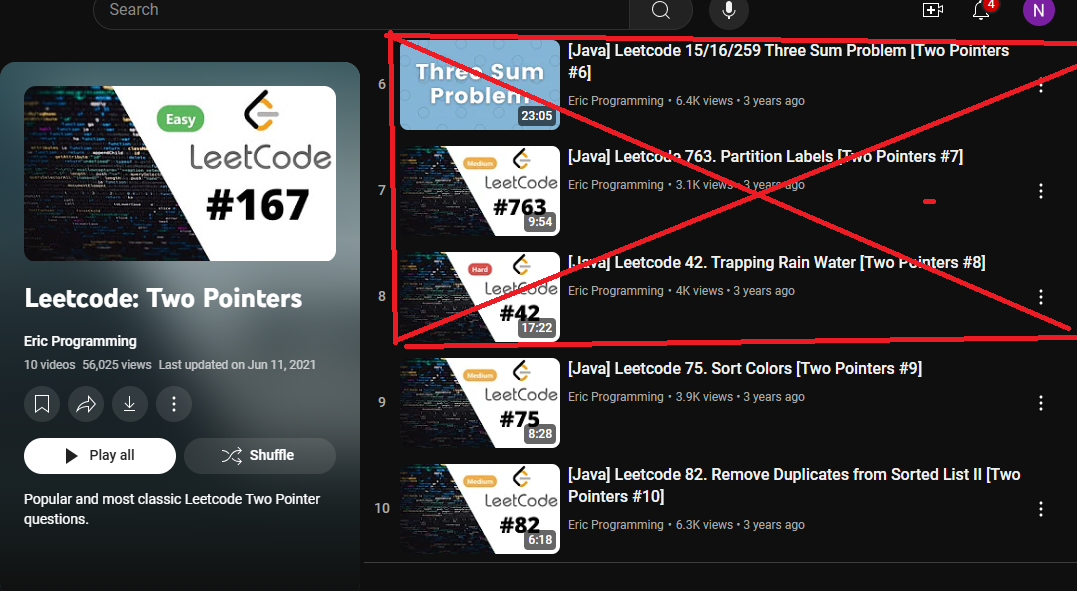 Search
4
N
Easy
LeetCode
#167
Leetcode: Two Pointers
Eric Programming
10 videos 56,025 views Last updated on Jun 11, 2021
Play all
Shuffle
Popular and most classic Leetcode Two Pointer
questions.
6
Three Sum
Problem
23:05
[Java] Leetcode 15/16/259 Three Sum Problem [Two Pointers
#6]
Eric Programming • 6.4K views • 3 years ago
7
Medium
LeetCode
#763
9:54
[Java] Leetcode 763. Partition Labels [Two Pointers #7]
Eric Programming • 3.1K views • 3 years ago
8
Hard
LeetCode
#42
17:22
[Java] Leetcode 42. Trapping Rain Water [Two Pointers #8]
Eric Programming • 4K views • 3 years ago
9
Medium
LeetCode
#75
8:28
[Java] Leetcode 75. Sort Colors [Two Pointers #9]
Eric Programming • 3.9K views • 3 years ago
10
Medium
LeetCode
#82
6:18
[Java] Leetcode 82. Remove Duplicates from Sorted List II [Two
Pointers #10]
Eric Programming • 6.3K views • 3 years ago